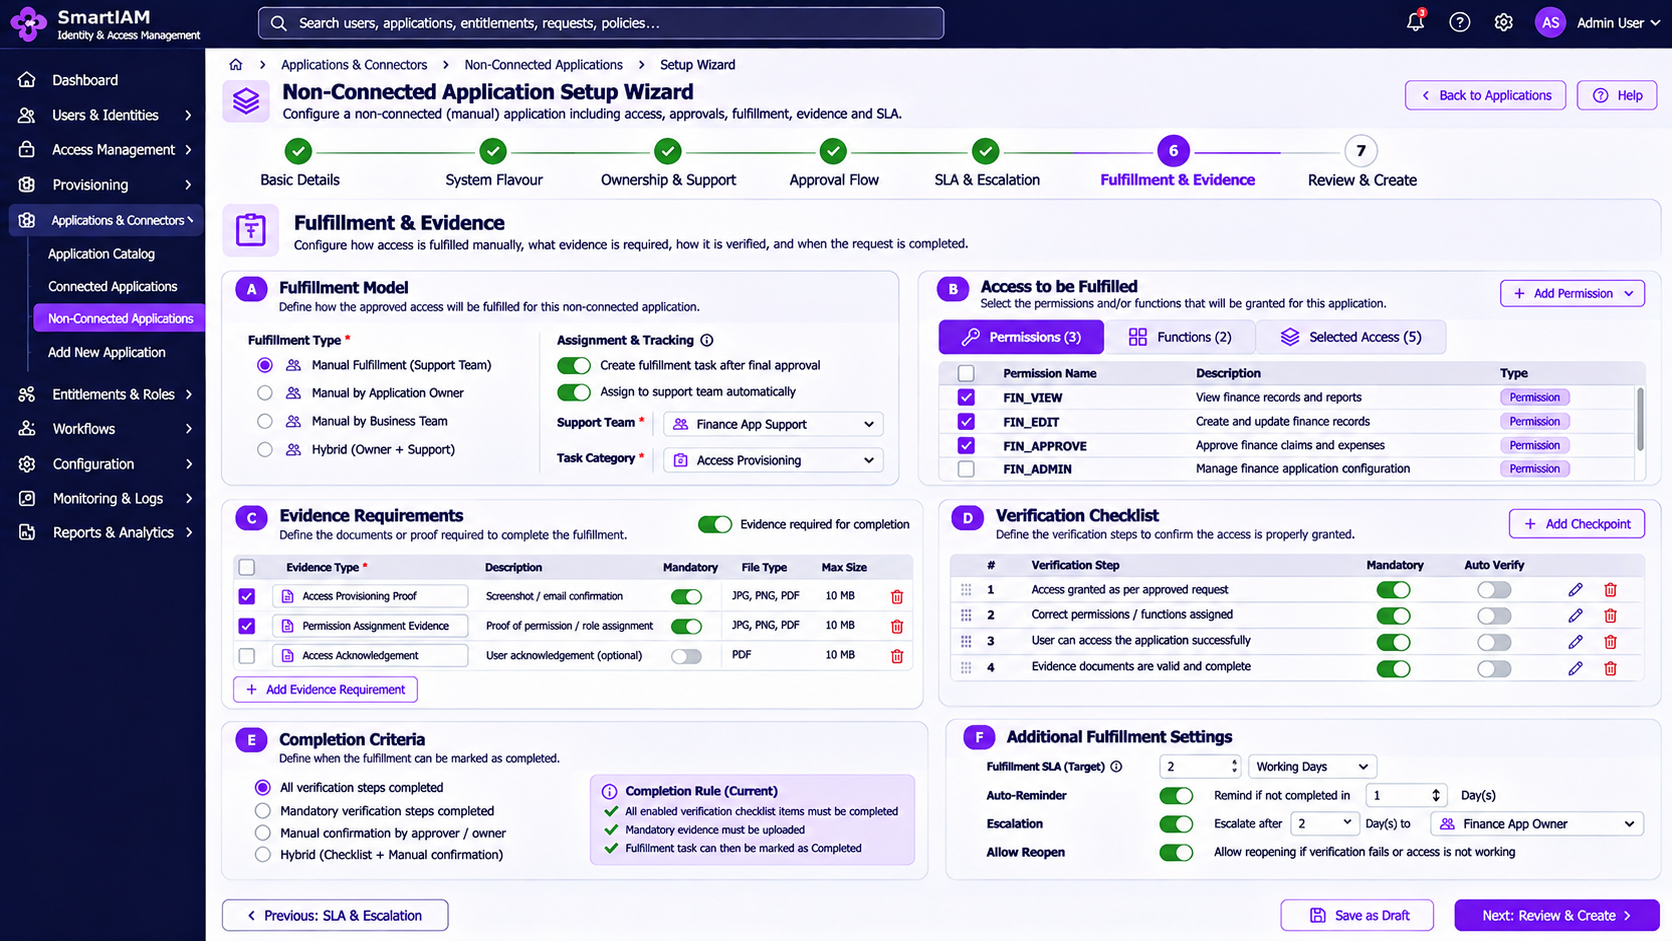 SmartIAM
Identity & Access Management
Search users, applications, entitlements, requests, policies...
3
?
AS
Admin User
Dashboard
Users & Identities
Access Management
Provisioning
Applications & Connectors
Application Catalog
Connected Applications
Non-Connected Applications
Add New Application
Entitlements & Roles
Workflows
Configuration
Monitoring & Logs
Reports & Analytics
Applications & Connectors > Non-Connected Applications > Setup Wizard
Non-Connected Application Setup Wizard
Configure a non-connected (manual) application including access, approvals, fulfillment, evidence and SLA.
Back to Applications
Help
6
7
Basic Details
System Flavour
Ownership & Support
Approval Flow
SLA & Escalation
Fulfillment & Evidence
Review & Create
Fulfillment & Evidence
Configure how access is fulfilled manually, what evidence is required, how it is verified, and when the request is completed.
A
Fulfillment Model
Define how the approved access will be fulfilled for this non-connected application.
Fulfillment Type *
Manual Fulfillment (Support Team)
Manual by Application Owner
Manual by Business Team
Hybrid (Owner + Support)
Assignment & Tracking
Create fulfillment task after final approval
Assign to support team automatically
Support Team * Finance App Support
Task Category * Access Provisioning
B
Access to be Fulfilled
Select the permissions and/or functions that will be granted for this application.
+ Add Permission
Permissions (3)
Functions (2)
Selected Access (5)
Permission Name Description Type
FIN_VIEW View finance records and reports Permission
FIN_EDIT Create and update finance records Permission
FIN_APPROVE Approve finance claims and expenses Permission
FIN_ADMIN Manage finance application configuration Permission
C
Evidence Requirements
Define the documents or proof required to complete the fulfillment.
Evidence required for completion
Evidence Type * Description Mandatory File Type Max Size
Access Provisioning Proof Screenshot / email confirmation JPG, PNG, PDF 10 MB
Permission Assignment Evidence Proof of permission / role assignment JPG, PNG, PDF 10 MB
Access Acknowledgement User acknowledgement (optional) PDF 10 MB
+ Add Evidence Requirement
D
Verification Checklist
Define the verification steps to confirm the access is properly granted.
+ Add Checkpoint
# Verification Step Mandatory Auto Verify
1 Access granted as per approved request
2 Correct permissions / functions assigned
3 User can access the application successfully
4 Evidence documents are valid and complete
E
Completion Criteria
Define when the fulfillment can be marked as completed.
All verification steps completed
Mandatory verification steps completed
Manual confirmation by approver / owner
Hybrid (Checklist + Manual confirmation)
Completion Rule (Current)
All enabled verification checklist items must be completed
Mandatory evidence must be uploaded
Fulfillment task can then be marked as Completed
F
Additional Fulfillment Settings
Fulfillment SLA (Target) 2 Working Days
Auto-Reminder Remind if not completed in 1 Day(s)
Escalation Escalate after 2 Day(s) to Finance App Owner
Allow Reopen Allow reopening if verification fails or access is not working
Previous: SLA & Escalation
Save as Draft
Next: Review & Create